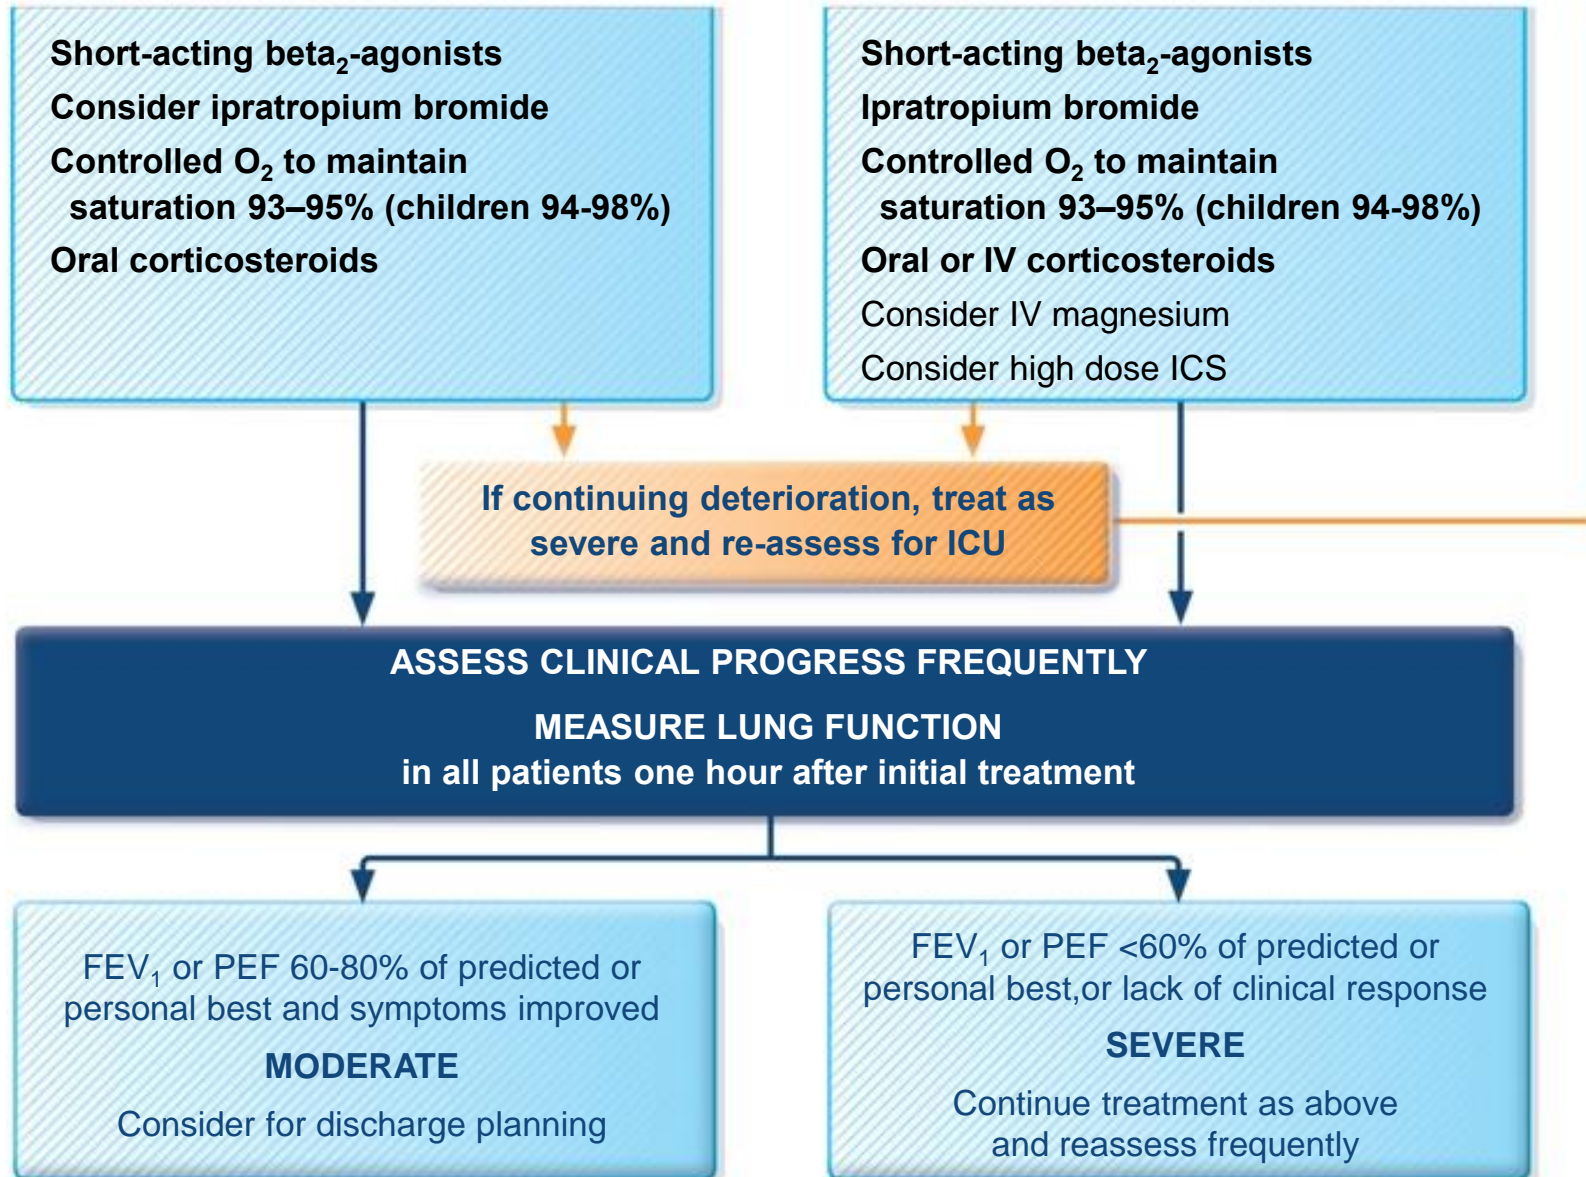 Short-acting beta₂-agonists
Consider ipratropium bromide
Controlled O₂ to maintain
saturation 93–95% (children 94-98%)
Oral corticosteroids
Short-acting beta₂-agonists
Ipratropium bromide
Controlled O₂ to maintain
saturation 93–95% (children 94-98%)
Oral or IV corticosteroids
Consider IV magnesium
Consider high dose ICS
If continuing deterioration, treat as
severe and re-assess for ICU
ASSESS CLINICAL PROGRESS FREQUENTLY
MEASURE LUNG FUNCTION
in all patients one hour after initial treatment
FEV₁ or PEF 60-80% of predicted or
personal best and symptoms improved
MODERATE
Consider for discharge planning
FEV₁ or PEF <60% of predicted or
personal best,or lack of clinical response
SEVERE
Continue treatment as above
and reassess frequently